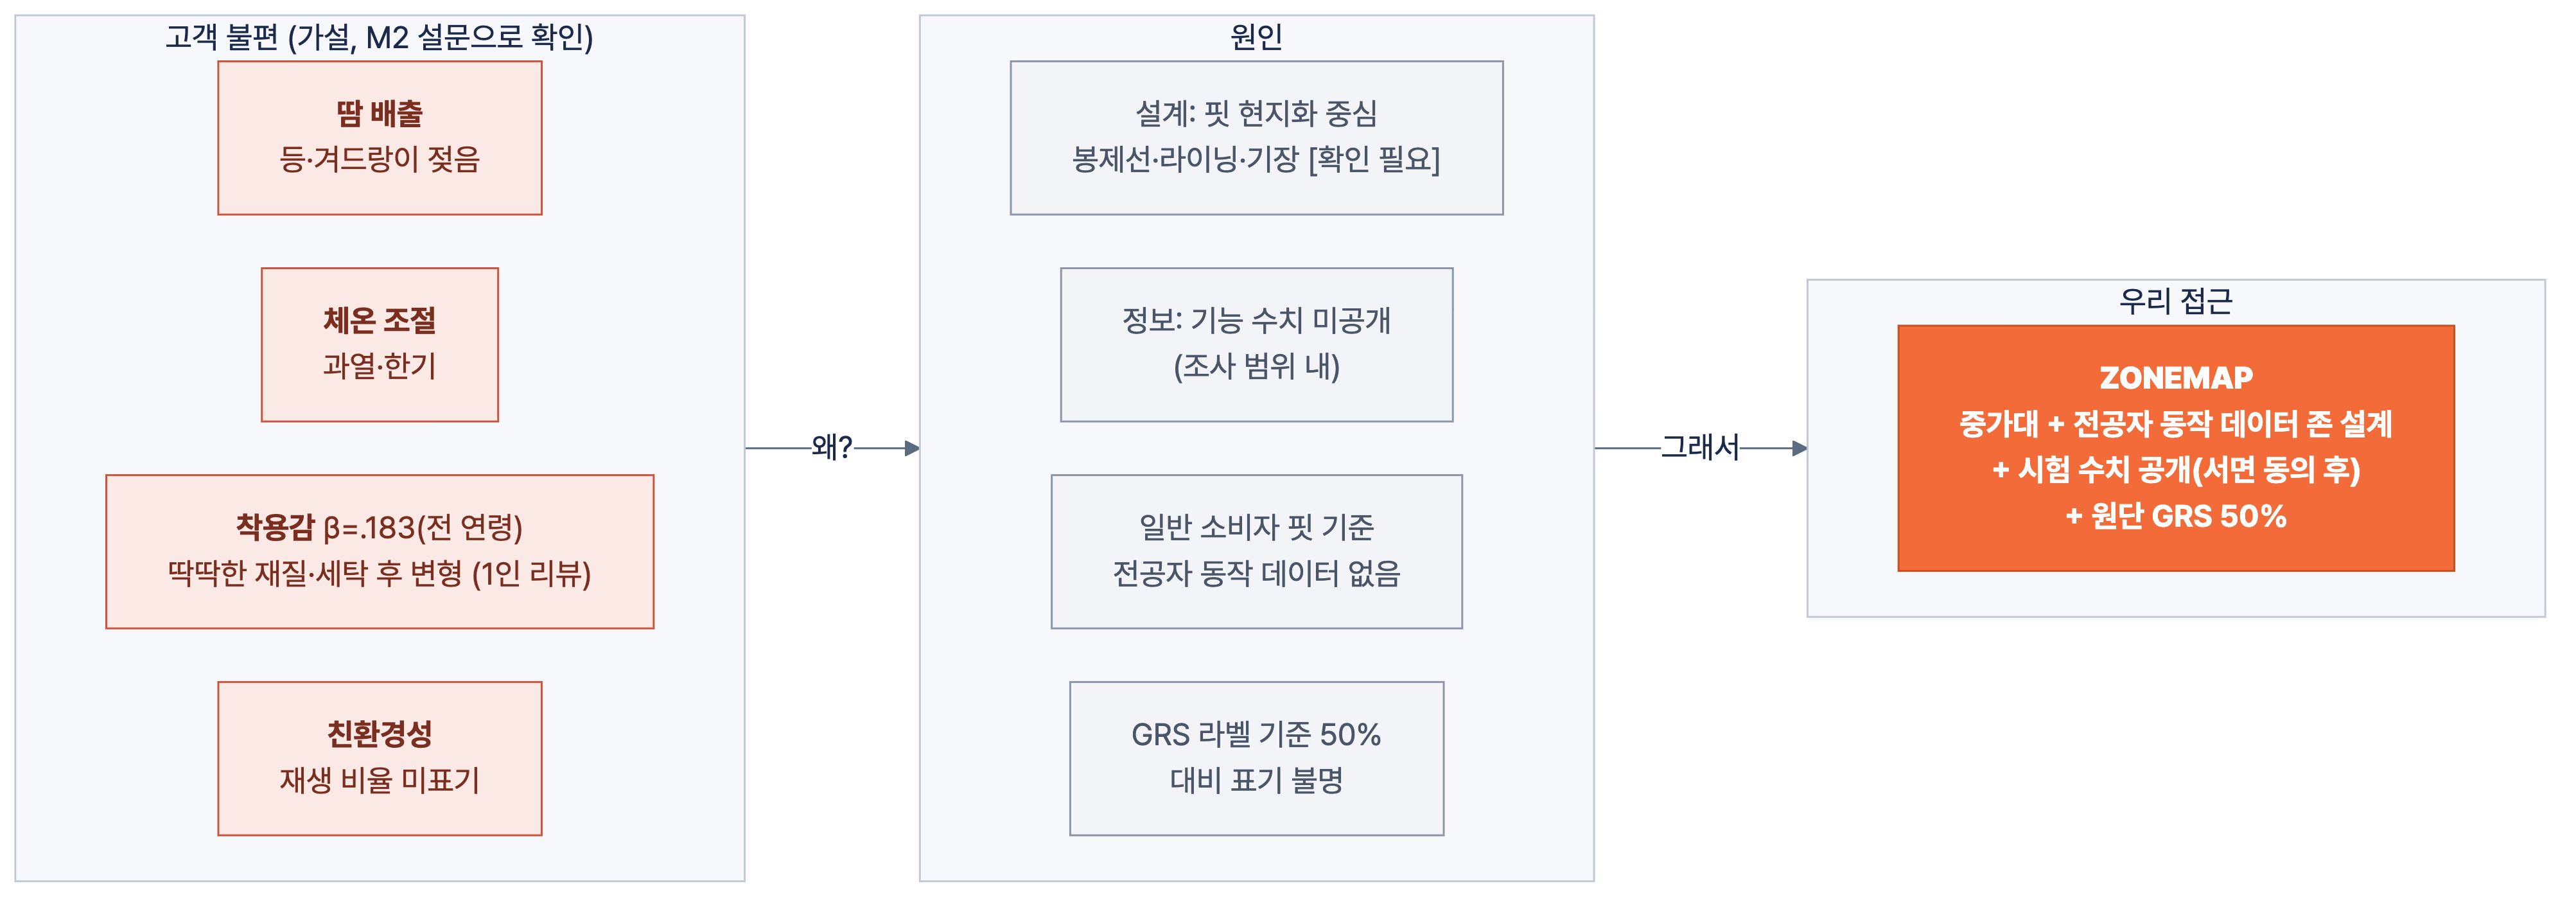 고객 불편 (가설, M2 설문으로 확인)
땀 배출
등·겨드랑이 젖음
체온 조절
과열·한기
착용감 β=.183(전 연령)
딱딱한 재질·세탁 후 변형 (1인 리뷰)
친환경성
재생 비율 미표기
왜?
원인
설계: 핏 현지화 중심
봉제선·라이닝·기장 [확인 필요]
정보: 기능 수치 미공개
(조사 범위 내)
일반 소비자 핏 기준
전공자 동작 데이터 없음
GRS 라벨 기준 50%
대비 표기 불명
그래서
우리 접근
ZONEMAP
중가대 + 전공자 동작 데이터 존 설계
+ 시험 수치 공개(서면 동의 후)
+ 원단 GRS 50%